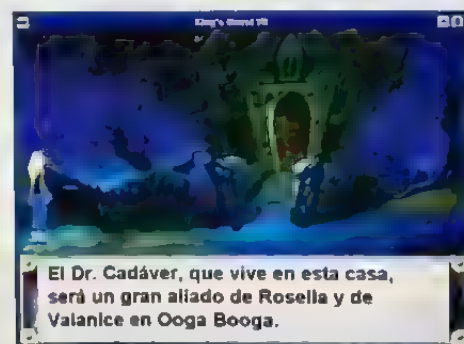 King's Quest VII
El Dr. Cadáver, que vive en esta casa,
será un gran aliado de Rosella y de
Valanice en Ooga Booga.